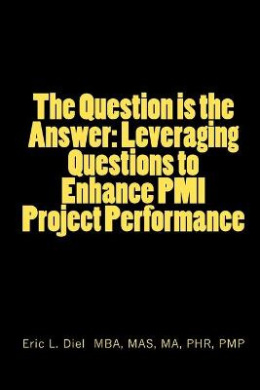 The Question is the
Answer: Leveraging
Questions to
Enhance PMI
Project Performance
Eric L. Diel MBA, MAS, MA, PHR, PMP